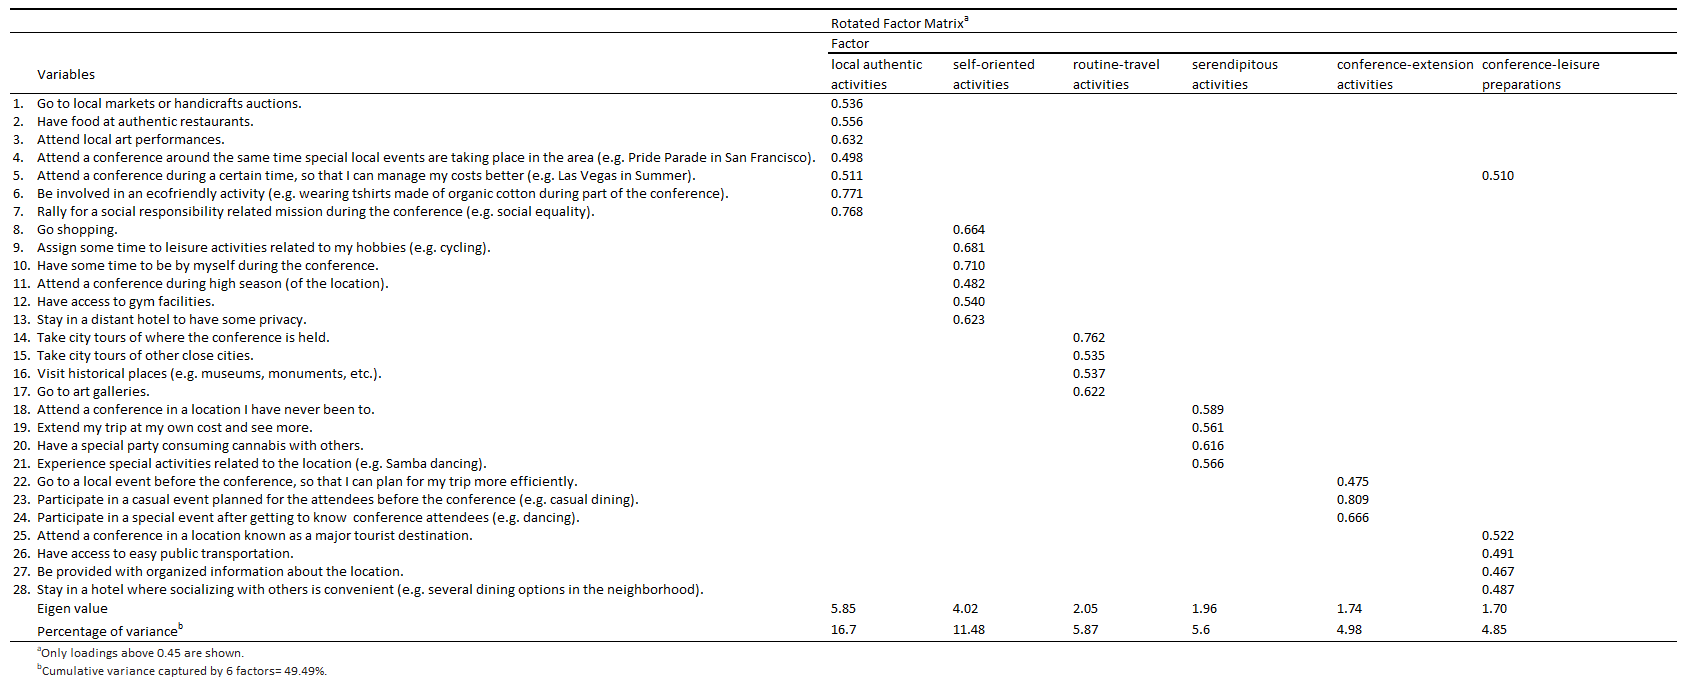 Rotated Factor Matrixa
Factor
Variables local authentic activities self-oriented activities routine-travel activities serendipitous activities conference-extension activities conference-leisure preparations
1. Go to local markets or handicrafts auctions. 0.536
2. Have food at authentic restaurants. 0.556
3. Attend local art performances. 0.632
4. Attend a conference around the same time special local events are taking place in the area (e.g. Pride Parade in San Francisco). 0.498
5. Attend a conference during a certain time, so that I can manage my costs better (e.g. Las Vegas in Summer). 0.511 0.510
6. Be involved in an ecofriendly activity (e.g. wearing tshirts made of organic cotton during part of the conference). 0.771
7. Rally for a social responsibility related mission during the conference (e.g. social equality). 0.768
8. Go shopping. 0.664
9. Assign some time to leisure activities related to my hobbies (e.g. cycling). 0.681
10. Have some time to be by myself during the conference. 0.710
11. Attend a conference during high season (of the location). 0.482
12. Have access to gym facilities. 0.540
13. Stay in a distant hotel to have some privacy. 0.623
14. Take city tours of where the conference is held. 0.762
15. Take city tours of other close cities. 0.535
16. Visit historical places (e.g. museums, monuments, etc.). 0.537
17. Go to art galleries. 0.622
18. Attend a conference in a location I have never been to. 0.589
19. Extend my trip at my own cost and see more. 0.561
20. Have a special party consuming cannabis with others. 0.616
21. Experience special activities related to the location (e.g. Samba dancing). 0.566
22. Go to a local event before the conference, so that I can plan for my trip more efficiently. 0.475
23. Participate in a casual event planned for the attendees before the conference (e.g. casual dining). 0.809
24. Participate in a special event after getting to know conference attendees (e.g. dancing). 0.666
25. Attend a conference in a location known as a major tourist destination. 0.522
26. Have access to easy public transportation. 0.491
27. Be provided with organized information about the location. 0.467
28. Stay in a hotel where socializing with others is convenient (e.g. several dining options in the neighborhood). 0.487
Eigen value 5.85 4.02 2.05 1.96 1.74 1.70
Percentage of varianceb 16.7 11.48 5.87 5.6 4.98 4.85
aOnly loadings above 0.45 are shown.
bCumulative variance captured by 6 factors= 49.49%.